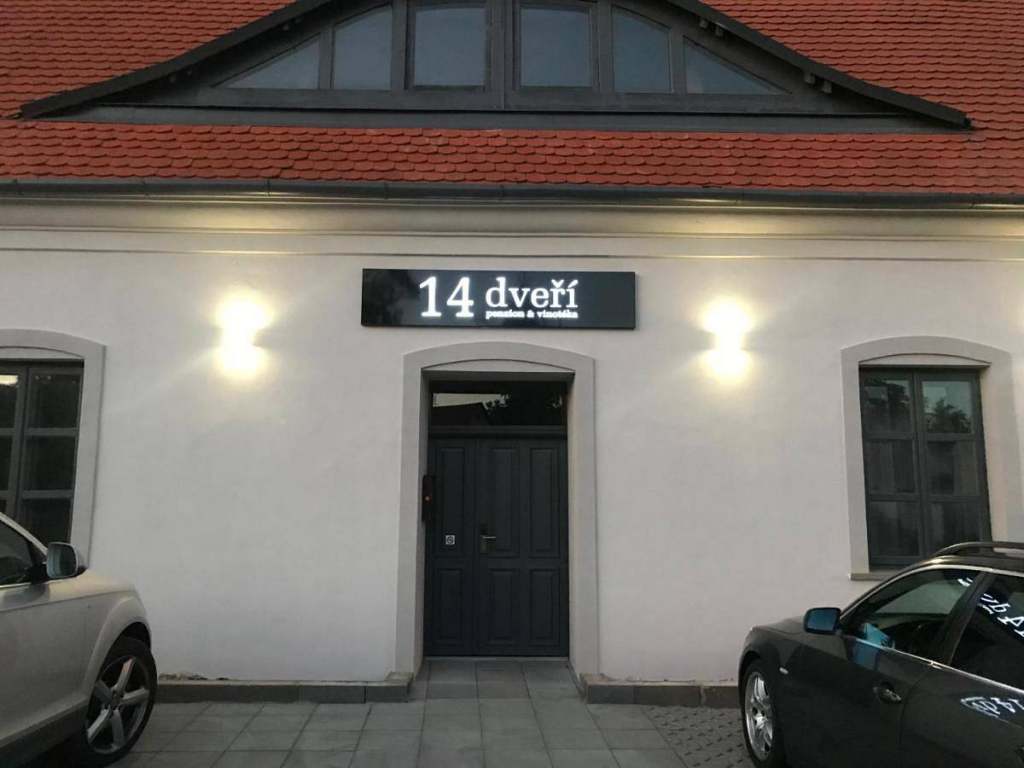 14 dveří
penzion & vinotéka